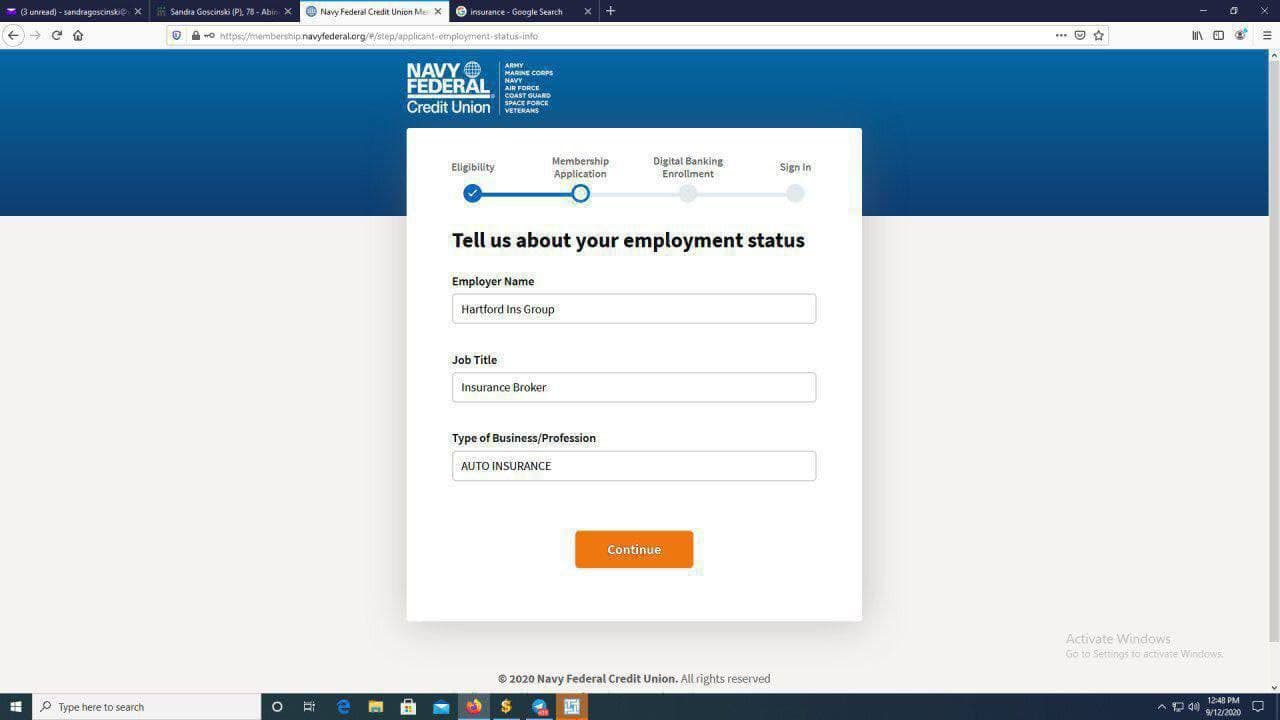 (3 unread) - sandragoscinski@
Sandra Goscinski (P), 78 - Abin
Navy Federal Credit Union Me
insurance - Google Search
https://membership.navyfederal.org/#/step/applicant-employment-status-info
NAVY
FEDERAL
Credit Union
ARMY
MARINE CORPS
NAVY
AIR FORCE
COAST GUARD
SPACE FORCE
VETERANS
Eligibility
Membership
Application
Digital Banking
Enrollment
Sign In
Tell us about your employment status
Employer Name
Hartford Ins Group
Job Title
Insurance Broker
Type of Business/Profession
AUTO INSURANCE
Continue
Activate Windows
Go to Settings to activate Windows.
© 2020 Navy Federal Credit Union. All rights reserved
Type here to search
12:48 PM
9/12/2020